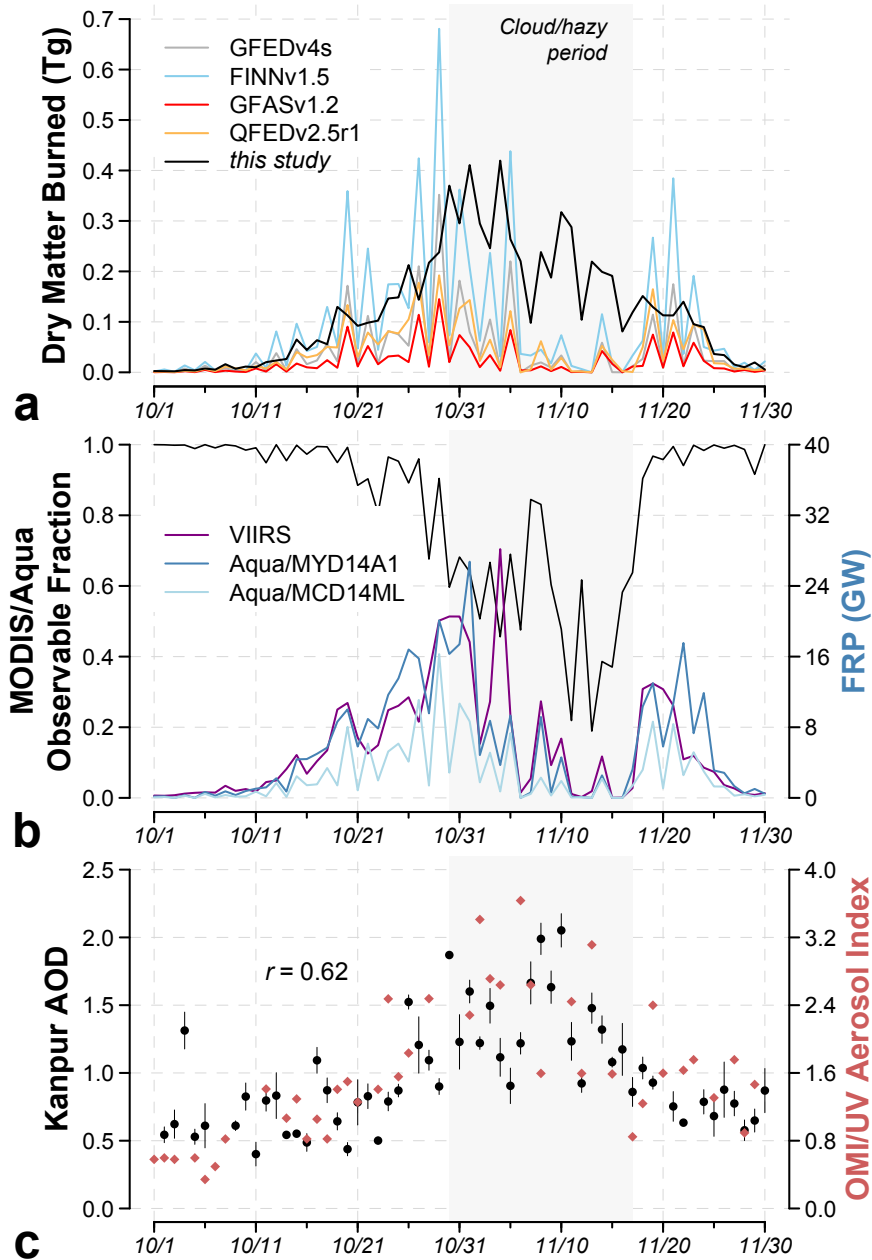 Dry Matter Burned (Tg)
0.7
0.6
0.5
0.4
0.3
0.2
0.1
0.0
GFEDv4s
FINNv1.5
GFASv1.2
QFEDv2.5r1
this study
Cloud/hazy
period
a
10/1
10/11
10/21
10/31
11/10
11/20
11/30
MODIS/Aqua
Observable Fraction
1.0
0.8
0.6
0.4
0.2
0.0
VIIRS
Aqua/MYD14A1
Aqua/MCD14ML
40
32
24
16
8
0
FRP (GW)
b
10/1
10/11
10/21
10/31
11/10
11/20
11/30
Kanpur AOD
2.5
2.0
1.5
1.0
0.5
0.0
r = 0.62
4.0
3.2
2.4
1.6
0.8
0.0
OMI/UV Aerosol Index
c
10/1
10/11
10/21
10/31
11/10
11/20
11/30